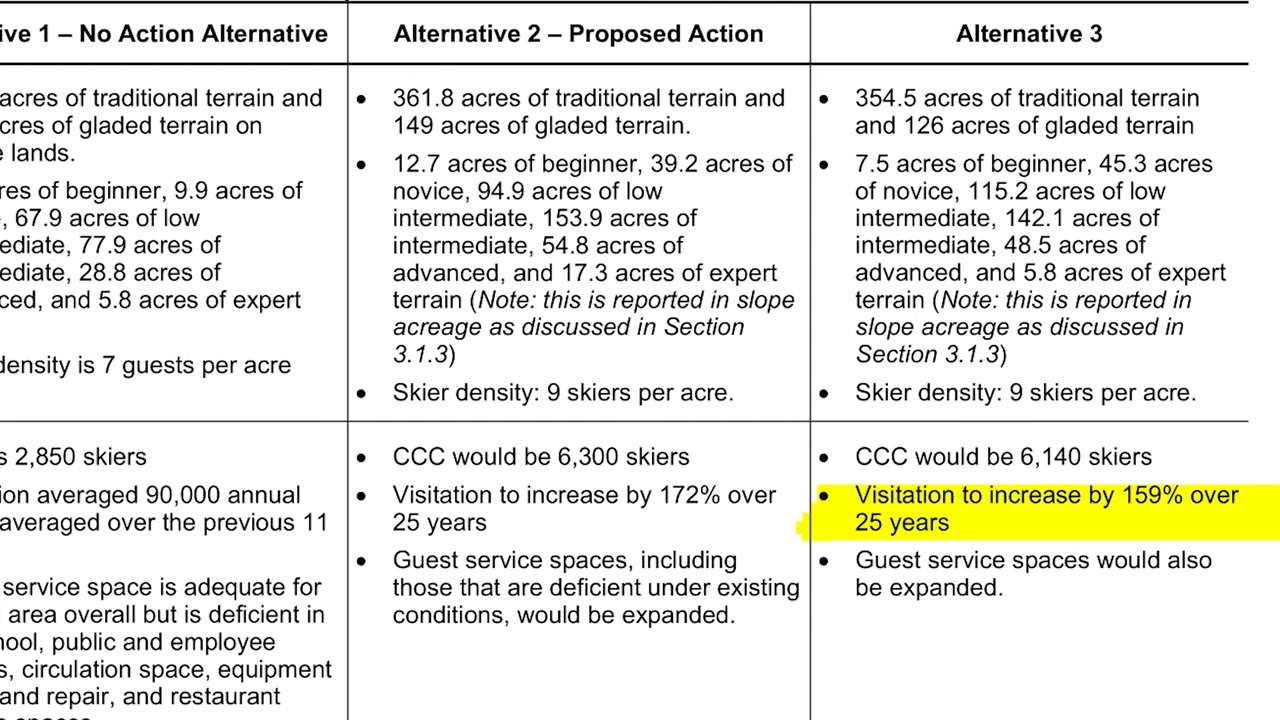 ive 1 – No Action Alternative
acres of traditional terrain and
cres of gladed terrain on
e lands.
res of beginner, 9.9 acres of
, 67.9 acres of low
ediate, 77.9 acres of
ediate, 28.8 acres of
ced, and 5.8 acres of expert
density is 7 guests per acre
s 2,850 skiers
ion averaged 90,000 annual
averaged over the previous 11
service space is adequate for
area overall but is deficient in
hool, public and employee
s, circulation space, equipment
and repair, and restaurant
Alternative 2 – Proposed Action
• 361.8 acres of traditional terrain and
149 acres of gladed terrain.
• 12.7 acres of beginner, 39.2 acres of
novice, 94.9 acres of low
intermediate, 153.9 acres of
intermediate, 54.8 acres of
advanced, and 17.3 acres of expert
terrain (Note: this is reported in slope
acreage as discussed in Section
3.1.3)
• Skier density: 9 skiers per acre.
• CCC would be 6,300 skiers
• Visitation to increase by 172% over
25 years
• Guest service spaces, including
those that are deficient under existing
conditions, would be expanded.
Alternative 3
• 354.5 acres of traditional terrain
and 126 acres of gladed terrain
• 7.5 acres of beginner, 45.3 acres
of novice, 115.2 acres of low
intermediate, 142.1 acres of
intermediate, 48.5 acres of
advanced, and 5.8 acres of expert
terrain (Note: this is reported in
slope acreage as discussed in
Section 3.1.3)
• Skier density: 9 skiers per acre.
• CCC would be 6,140 skiers
• Visitation to increase by 159% over
25 years
• Guest service spaces would also
be expanded.